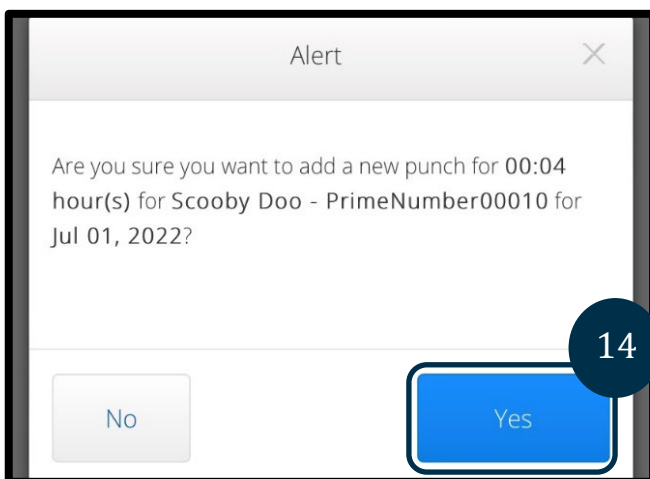 Alert
Are you sure you want to add a new punch for 00:04
hour(s) for Scooby Doo - PrimeNumber00010 for
Jul 01, 2022?
14
No
Yes